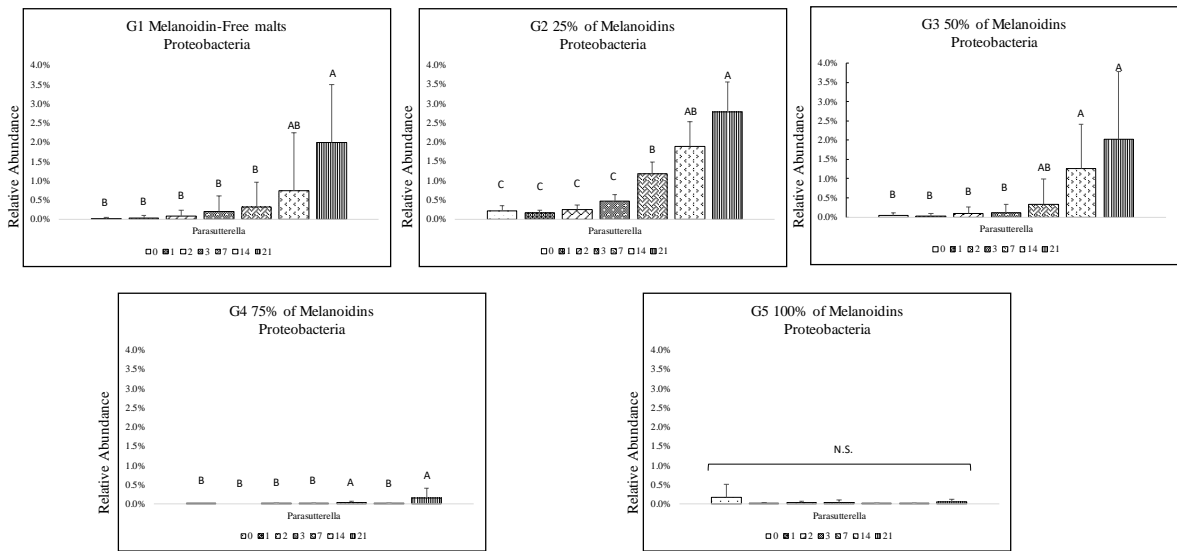 G1 Melanoidin-Free malts
Proteobacteria
Relative Abundance
4.0%
3.5%
3.0%
2.5%
2.0%
1.5%
1.0%
0.5%
0.0%
B B B B B AB A
Parasutterella
0 1 2 3 7 14 21
G2 25% of Melanoidins
Proteobacteria
Relative Abundance
4.0%
3.5%
3.0%
2.5%
2.0%
1.5%
1.0%
0.5%
0.0%
C C C C B AB A
Parasutterella
0 1 2 3 7 14 21
G3 50% of Melanoidins
Proteobacteria
Relative Abundance
4.0%
3.5%
3.0%
2.5%
2.0%
1.5%
1.0%
0.5%
0.0%
B B B B AB A A
Parasutterella
0 1 2 3 7 14 21
G4 75% of Melanoidins
Proteobacteria
Relative Abundance
4.0%
3.5%
3.0%
2.5%
2.0%
1.5%
1.0%
0.5%
0.0%
B B B B A B A
Parasutterella
0 1 2 3 7 14 21
G5 100% of Melanoidins
Proteobacteria
Relative Abundance
4.0%
3.5%
3.0%
2.5%
2.0%
1.5%
1.0%
0.5%
0.0%
N.S.
Parasutterella
0 1 2 3 7 14 21